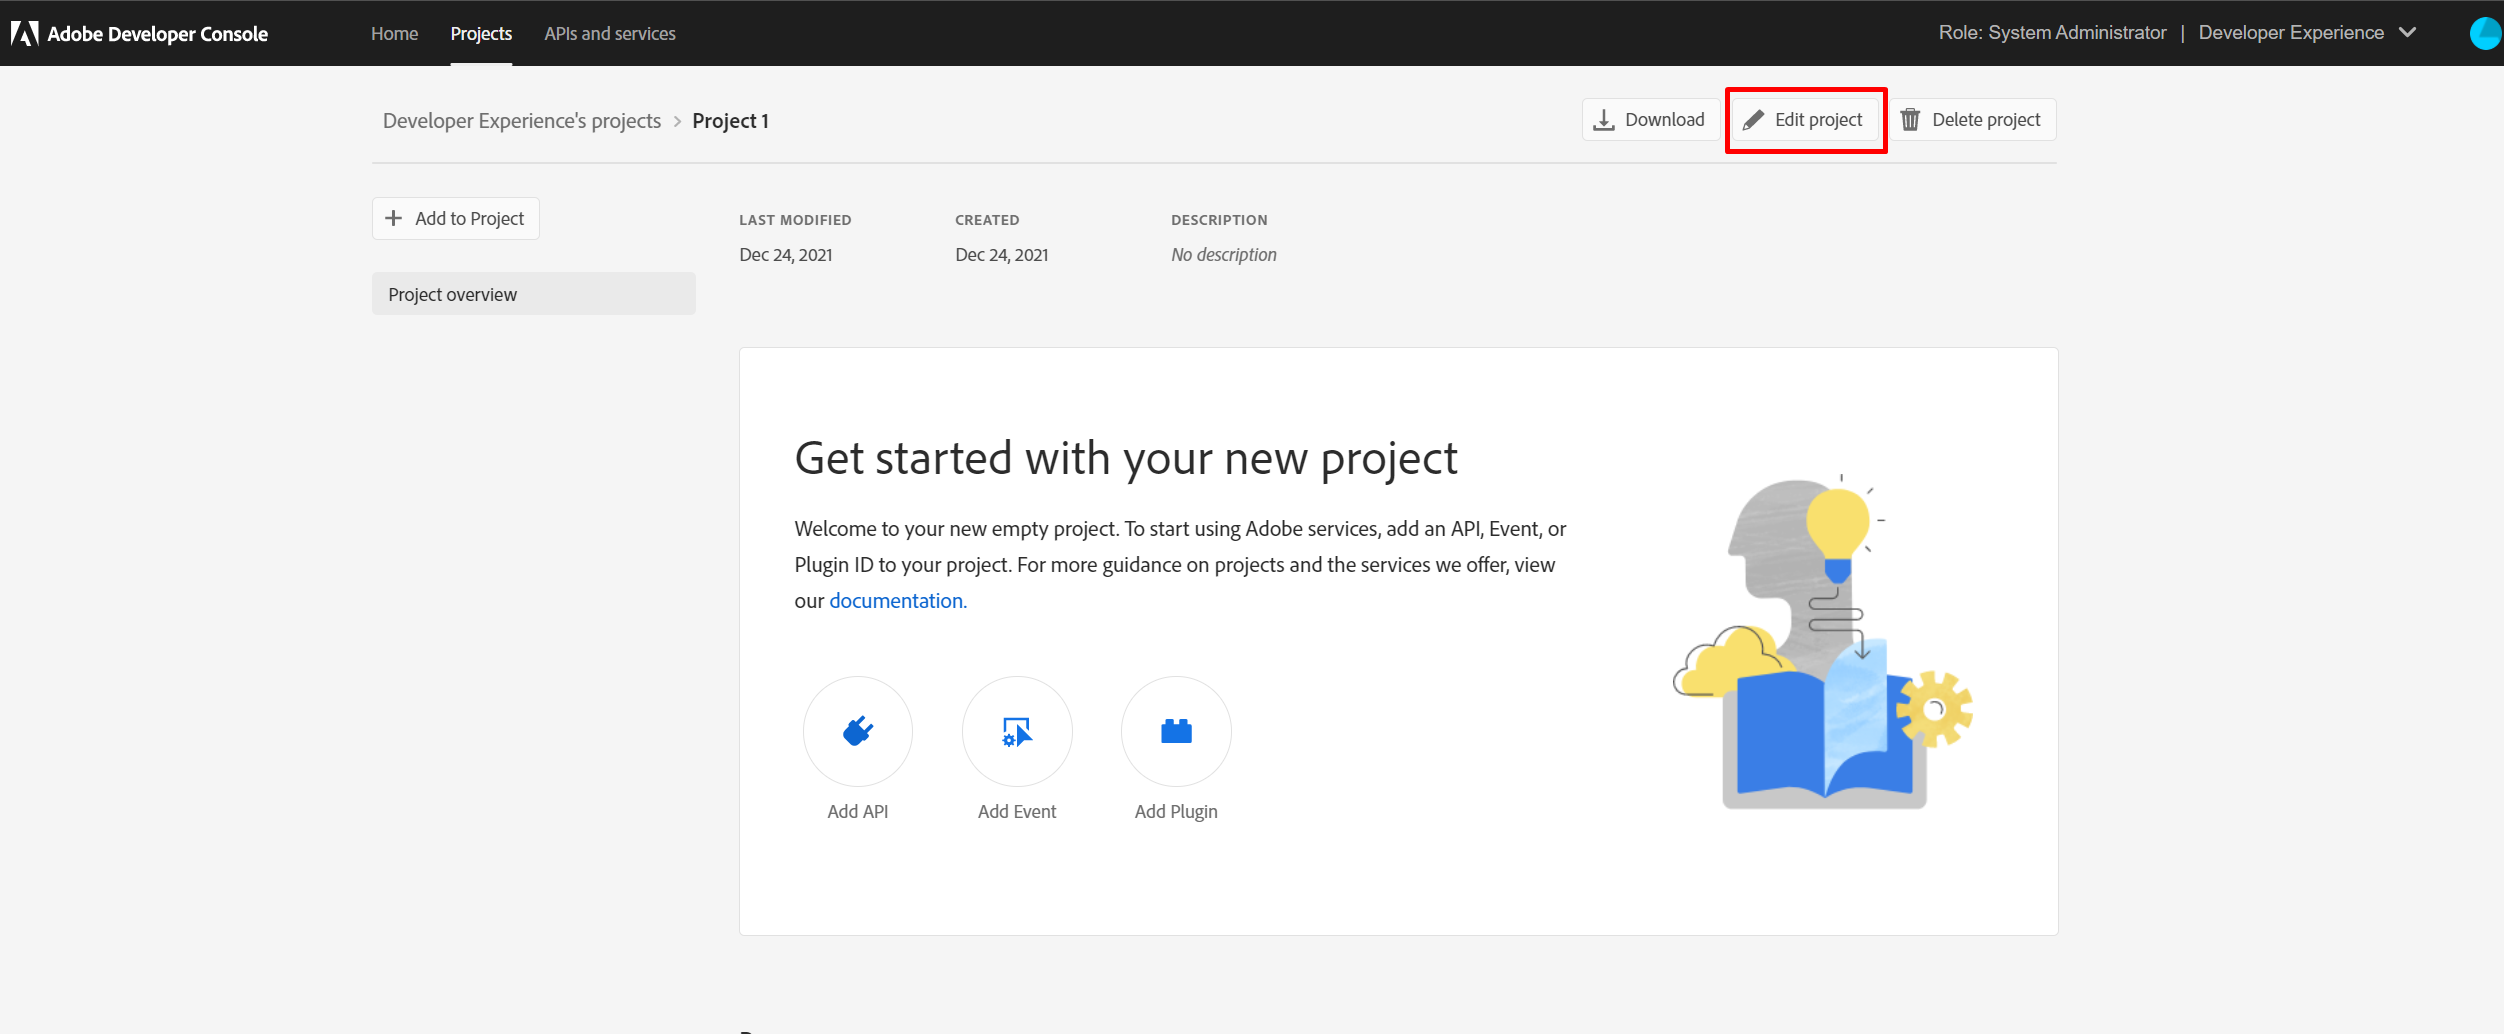 Adobe Developer Console
Home
Projects
APIs and services
Role: System Administrator | Developer Experience
Developer Experience's projects > Project 1
Download
Edit project
Delete project
Add to Project
Project overview
LAST MODIFIED
Dec 24, 2021
CREATED
Dec 24, 2021
DESCRIPTION
No description
Get started with your new project
Welcome to your new empty project. To start using Adobe services, add an API, Event, or
Plugin ID to your project. For more guidance on projects and the services we offer, view
our documentation.
Add API
Add Event
Add Plugin